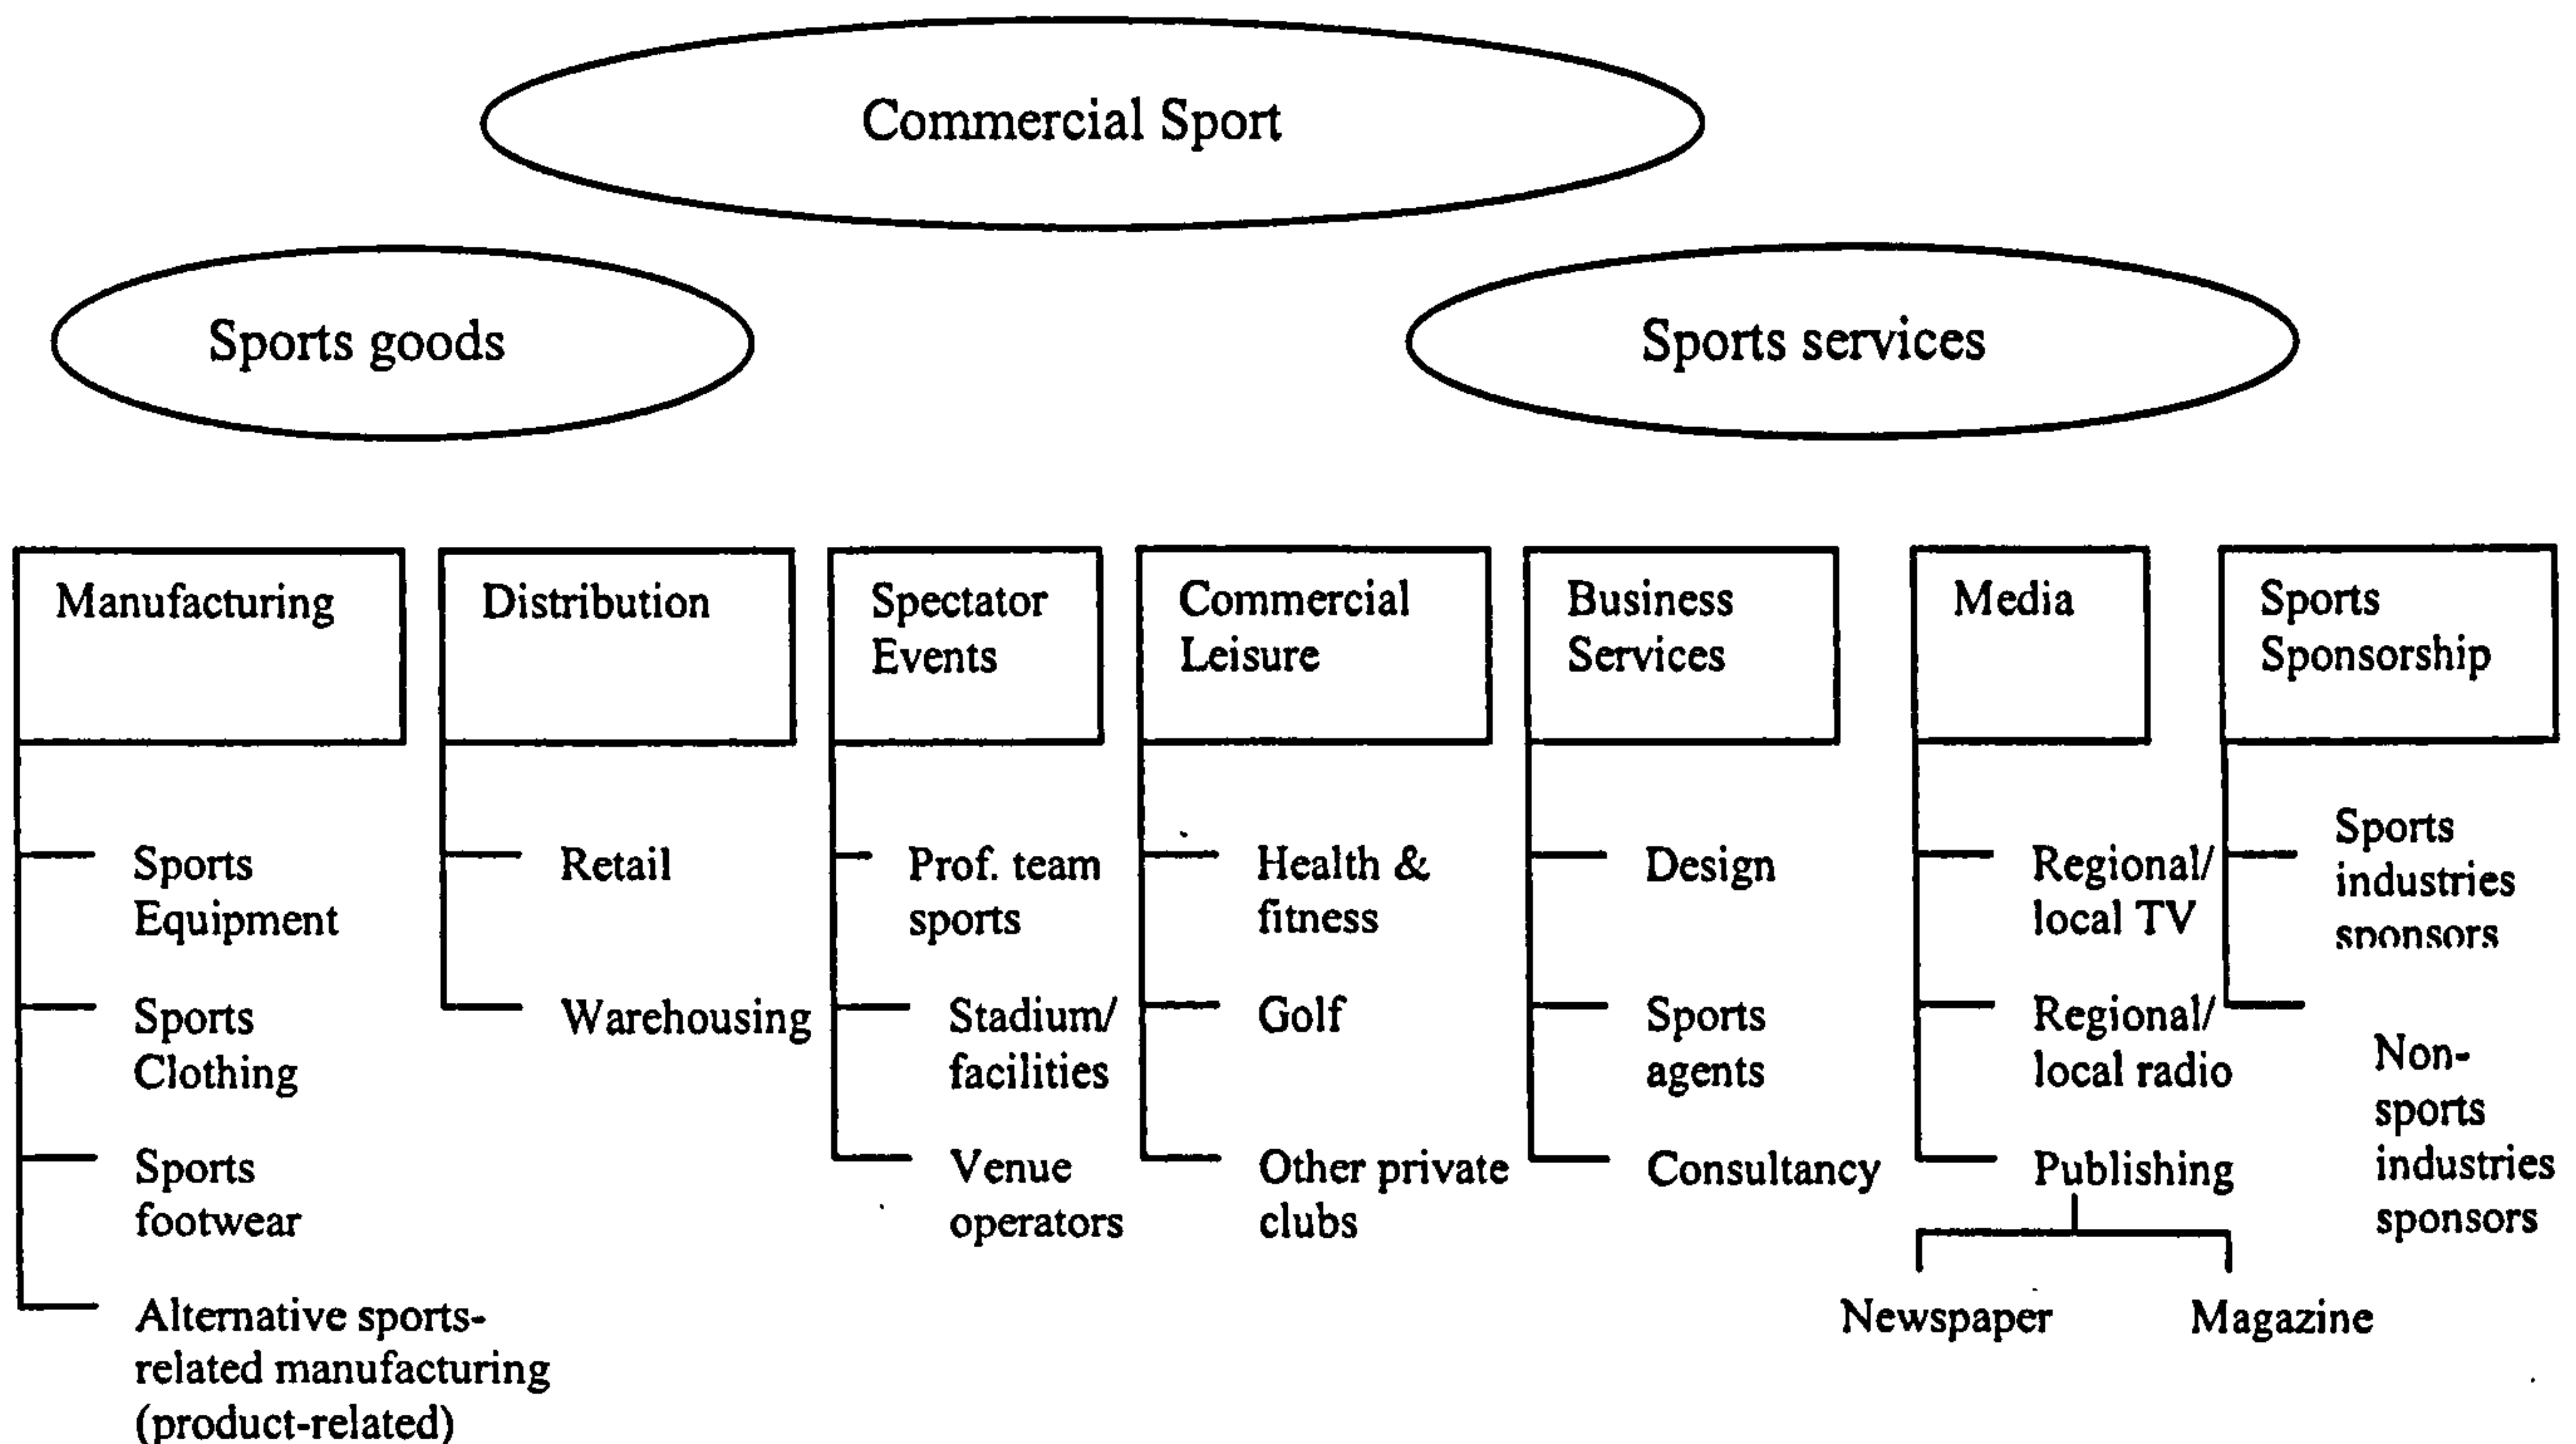 Commercial Sport
Sports goods
Sports services
Manufacturing
Distribution
Spectator
Events
Commercial
Leisure
Business
Services
Media
Sports
Sponsorship
Sports
Equipment
Sports
Clothing
Sports
footwear
Alternative sports-
related manufacturing
(product-related)
Retail
Warehousing
Prof. team
sports
Stadium/
facilities
Venue
operators
Health &
fitness
Golf
Other private
clubs
Design
Sports
agents
Consultancy
Regional/
local TV
Regional/
local radio
Publishing
Newspaper
Magazine
Sports
industries
sponsors
Non-
sports
industries
sponsors